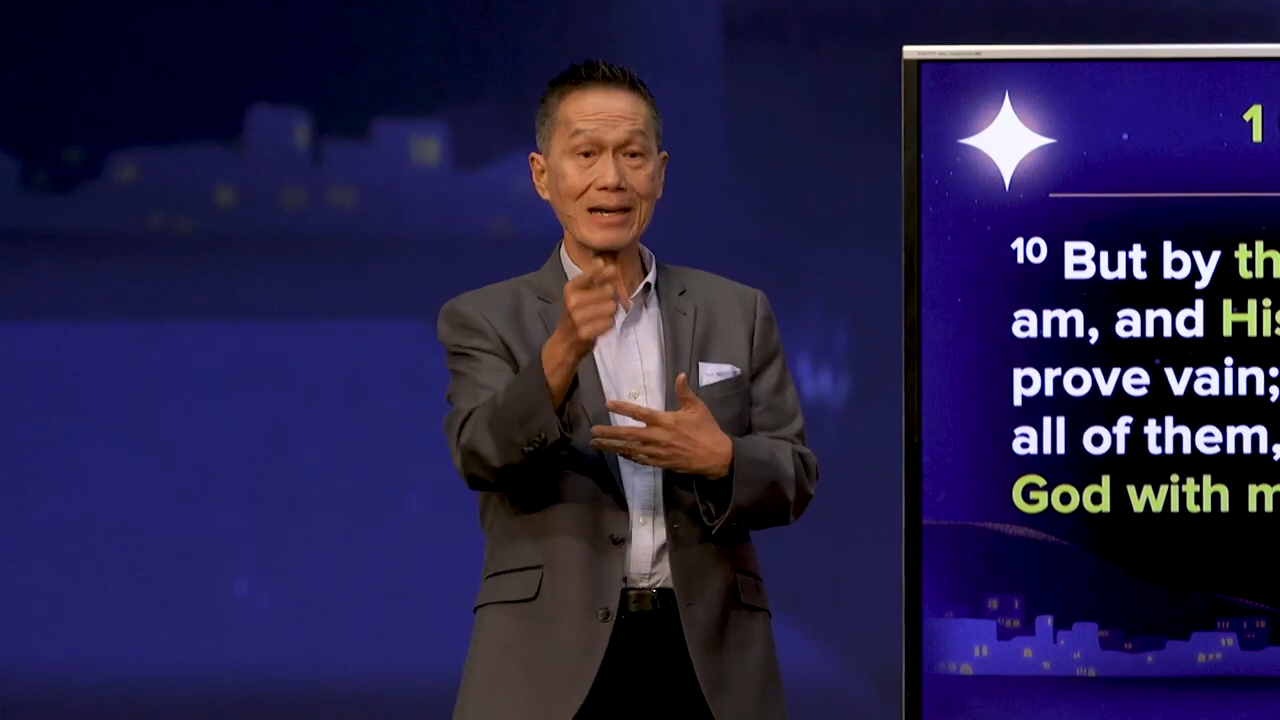 1
10 But by th
am, and His
prove vain;
all of them,
God with m